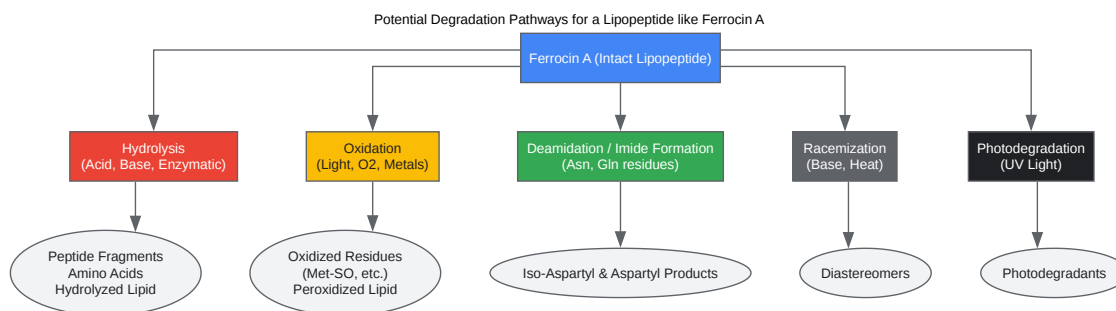 Potential Degradation Pathways for a Lipopeptide like Ferrocin A
Ferrocin A (Intact Lipopeptide)
Hydrolysis
(Acid, Base, Enzymatic)
Oxidation
(Light, O2, Metals)
Deamidation / Imide Formation
(Asn, Gln residues)
Racemization
(Base, Heat)
Photodegradation
(UV Light)
Peptide Fragments
Amino Acids
Hydrolyzed Lipid
Oxidized Residues
(Met-SO, etc.)
Peroxidized Lipid
Iso-Aspartyl & Aspartyl Products
Diastereomers
Photodegradants